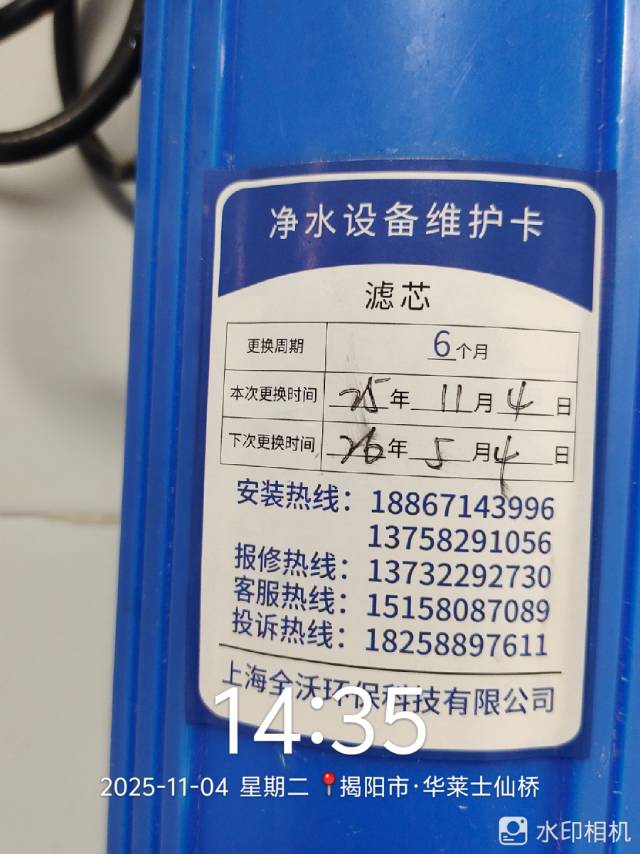 净水设备维护卡
滤芯
更换周期 6个月
本次更换时间 25年 11月 4日
下次更换时间 26年 5月 4日
安装热线：18867143996
13758291056
报修热线：13732292730
客服热线：15158087089
投诉热线：18258897611
上海全沃环保科技有限公司
14:35
2025-11-04 星期二 📍揭阳市·华莱士仙桥
水印相机